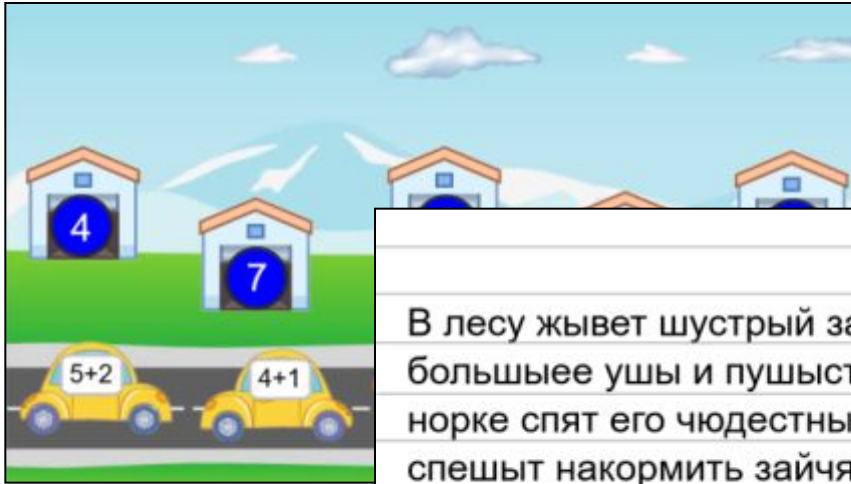 4
7
5+2
4+1
В лесу жывет шустрый
большыее ушы и
норке спят его
спешыт накормить